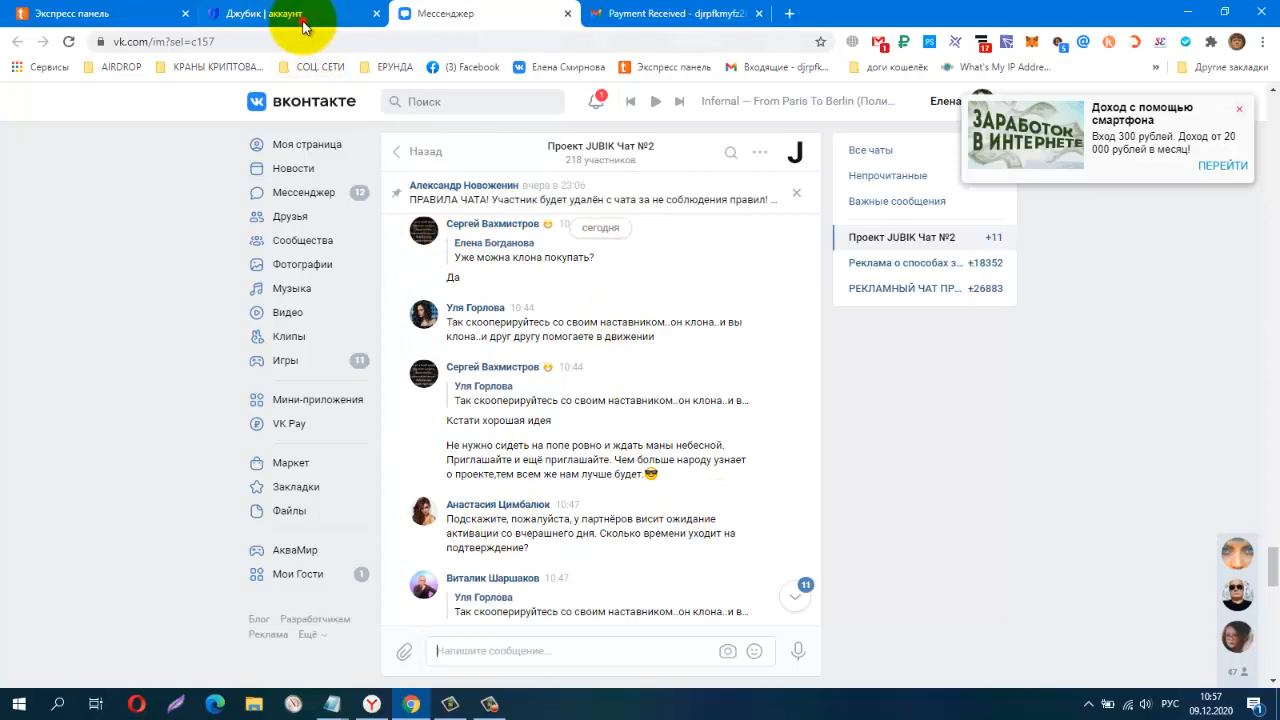 Экспресс панель
Джубик | аккаунт
Мессенджер
Payment Received - djrpfkmyfz2
vk.com/im?sel=c157
1
17
5
Сервисы
AIRDROP
КРАНЫ КРИПТОВА...
СОЦ. СЕТИ
ЕРУНДА
(3) Facebook
Елена Смирнова
Экспресс панель
Входящие - djrpfk...
доги кошелёк
What's My IP Addre...
»
Другие закладки
вконтакте
Поиск
1
Infernal — From Paris To Berlin (Поли...
Елена
ЗАРАБОТОК
В ИНТЕРНЕТЕ
Доход с помощью
смартфона
Вход 300 рублей. Доход от 20
000 рублей в месяц!
ПЕРЕЙТИ
Моя страница
Новости
Мессенджер 12
Друзья
Сообщества
Фотографии
Музыка
Видео
Клипы
Игры 11
Мини-приложения
VK Pay
Маркет
Закладки
Файлы
АкваМир
Мои Гости 1
Блог Разработчикам
Реклама Ещё
Назад
Проект JUBIK Чат №2
218 участников
J
Александр Новоженин вчера в 23:06
ПРАВИЛА ЧАТА! Участник будет удалён с чата за не соблюдения правил! ...
Сергей Вахмистров 10
сегодня
Елена Богданова
Уже можна клона покупать?
Да
Уля Горлова 10:44
Так скооперируйтесь со своим наставником..он клона..и вы
клона..и друг другу помогаете в движении
Сергей Вахмистров 10:44
Уля Горлова
Так скооперируйтесь со своим наставником..он клона..и в...
Кстати хорошая идея
Не нужно сидеть на попе ровно и ждать маны небесной.
Приглашайте и ещё приглашайте. Чем больше народу узнает
о проекте,тем всем же нам лучше будет.
Анастасия Цимбалюк 10:47
Подскажите, пожалуйста, у партнёров висит ожидание
активации со вчерашнего дня. Сколько времени уходит на
подтверждение?
Виталик Шаршаков 10:47
Уля Горлова
Так скооперируйтесь со своим наставником..он клона..и в...
11
Напишите сообщение...
Все чаты
Непрочитанные
Важные сообщения
Проект JUBIK Чат №2 +11
Реклама о способах з... +18352
РЕКЛАМНЫЙ ЧАТ ПР... +26883
47
РУС
10:57
09.12.2020
1